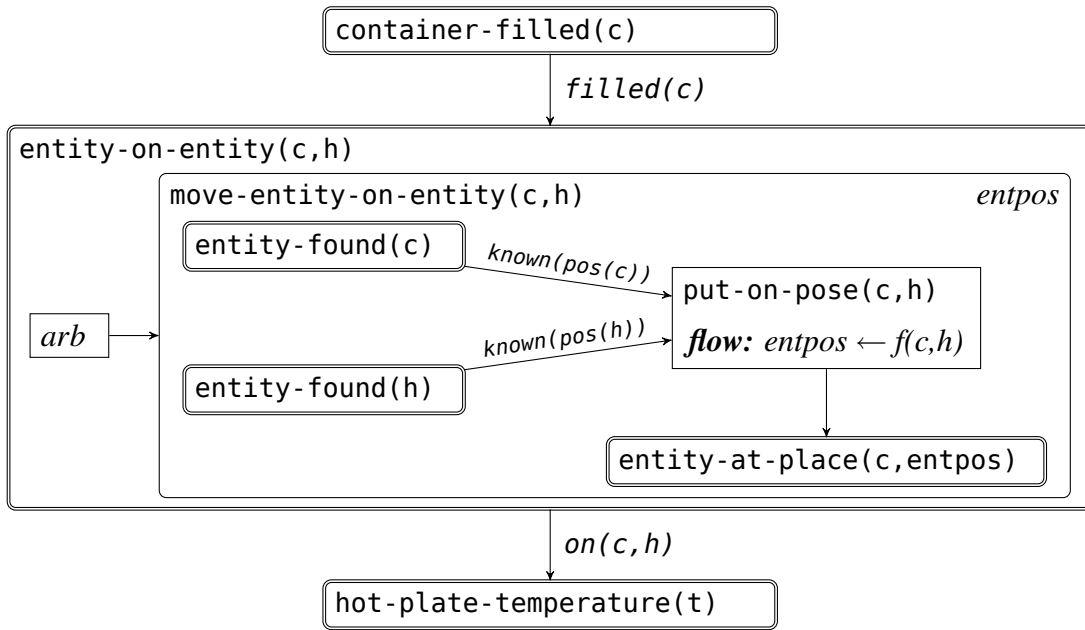 container-filled(c)
filled(c)
entity-on-entity(c,h)
move-entity-on-entity(c,h) entpos
entity-found(c)
known(pos(c))
put-on-pose(c,h)
arb
known(pos(h))
flow: entpos ← f(c,h)
entity-found(h)
entity-at-place(c,entpos)
on(c,h)
hot-plate-temperature(t)